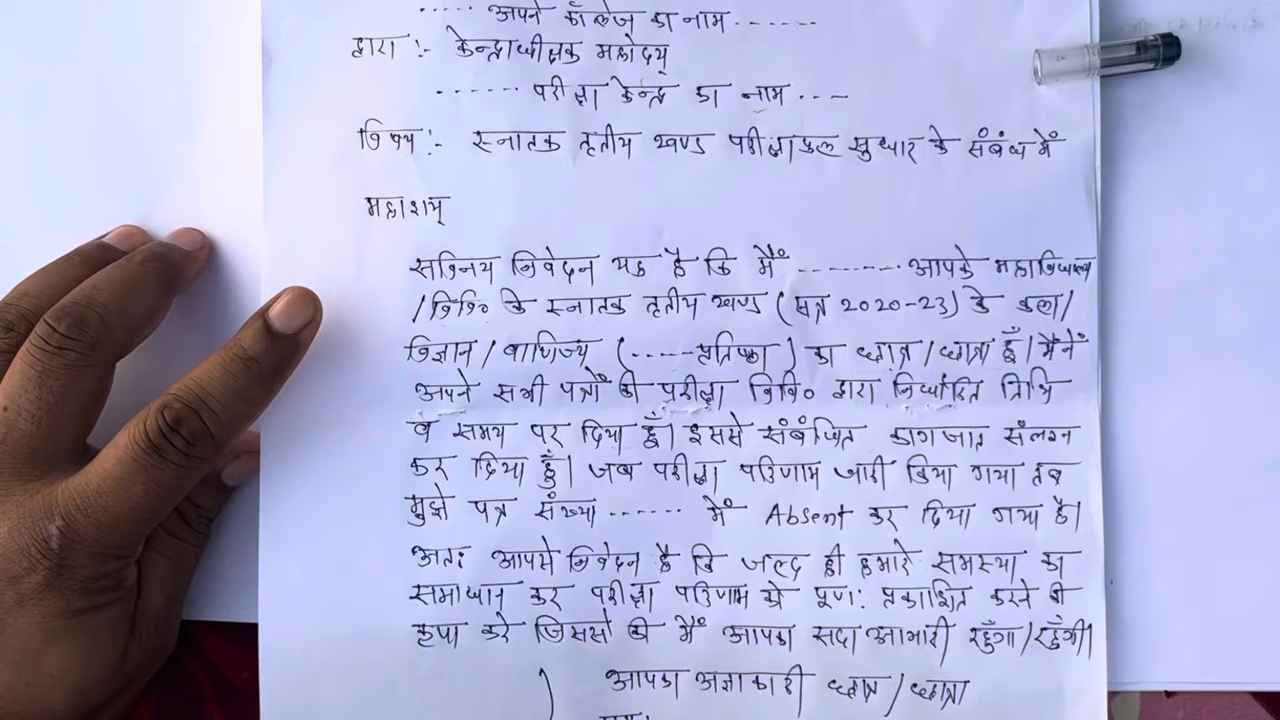 ..... अपने कॉलेज का नाम .......
द्वारा :- केन्द्राधीक्षक महोदय्
....... परीक्षा केन्द्र का नाम ....
विषय :- स्नातक तृतीय खण्ड परीक्षाफल सुधार के संबंध में
महाशय्
सविनय निवेदन यह है कि मैं --------- आपके महाविधालय
/वि०वि० के स्नातक तृतीय खण्ड (सत्र 2020-23) के कला/
विज्ञान / वाणिज्य (------ प्रतिष्ठा) का छात्र / छात्रा हूँ। मैंने
अपने सभी पत्रों की परीक्षा वि०वि० द्वारा निर्धारित तिथि
व समय पर दिया हूँ। इससे संबंधित कागजात संलग्न
कर दिया हूँ। जब परीक्षा परिणाम जारी किया गया तब
मुझे पत्र संख्या ....... में Absent कर दिया गया है।
अतः आपसे निवेदन है कि जल्द ही हमारे समस्या का
समाधान कर परीक्षा परिणाम को पूण: प्रकाशित करने की
कृपा करे जिससे की मैं आपका सदा आभारी रहूँगा/रहूँगी।
आपका अज्ञाकारी छात्र / छात्रा